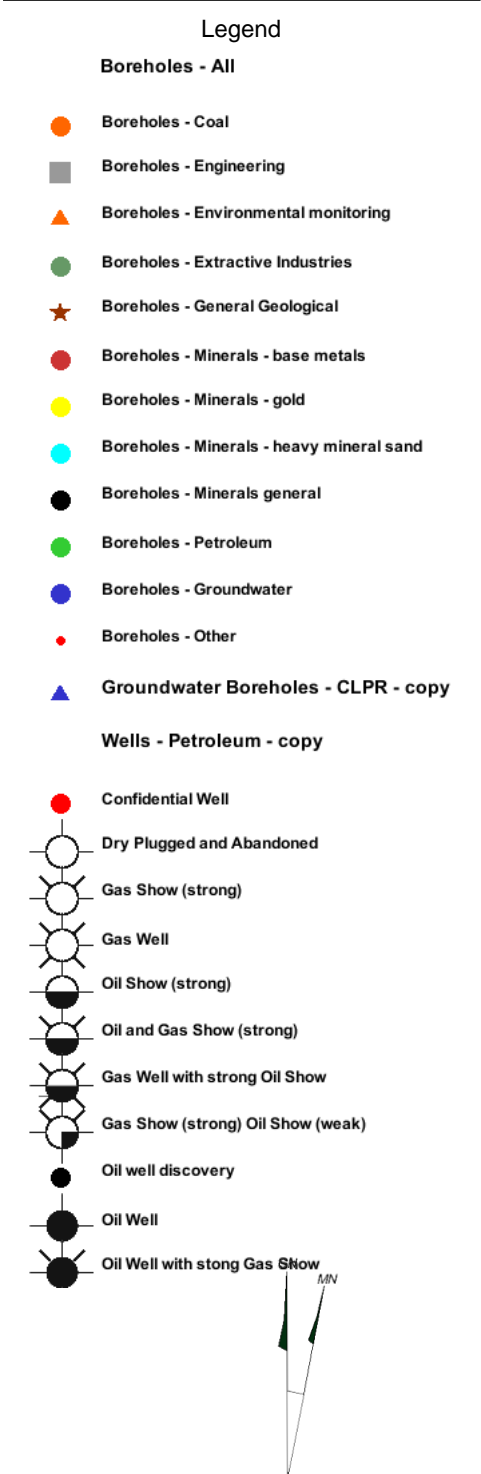 Legend
Boreholes - All
Boreholes - Coal
Boreholes - Engineering
Boreholes - Environmental monitoring
Boreholes - Extractive Industries
Boreholes - General Geological
Boreholes - Minerals - base metals
Boreholes - Minerals - gold
Boreholes - Minerals - heavy mineral sand
Boreholes - Minerals general
Boreholes - Petroleum
Boreholes - Groundwater
Boreholes - Other
Groundwater Boreholes - CLPR - copy
Wells - Petroleum - copy
Confidential Well
Dry Plugged and Abandoned
Gas Show (strong)
Gas Well
Oil Show (strong)
Oil and Gas Show (strong)
Gas Well with strong Oil Show
Gas Show (strong) Oil Show (weak)
Oil well discovery
Oil Well
Oil Well with stong Gas Show
MN